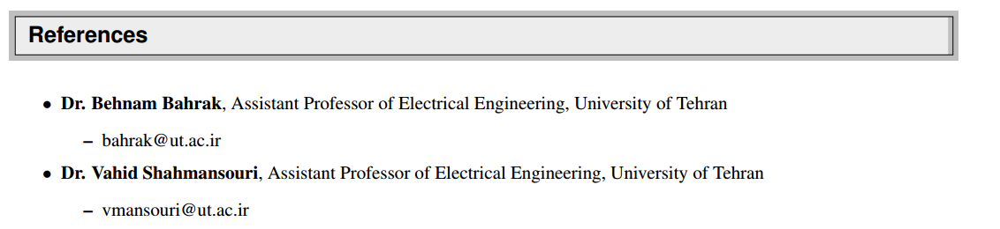 References
• Dr. Behnam Bahrak, Assistant Professor of Electrical Engineering, University of Tehran
– bahrak@ut.ac.ir
• Dr. Vahid Shahmansouri, Assistant Professor of Electrical Engineering, University of Tehran
– vmansouri@ut.ac.ir